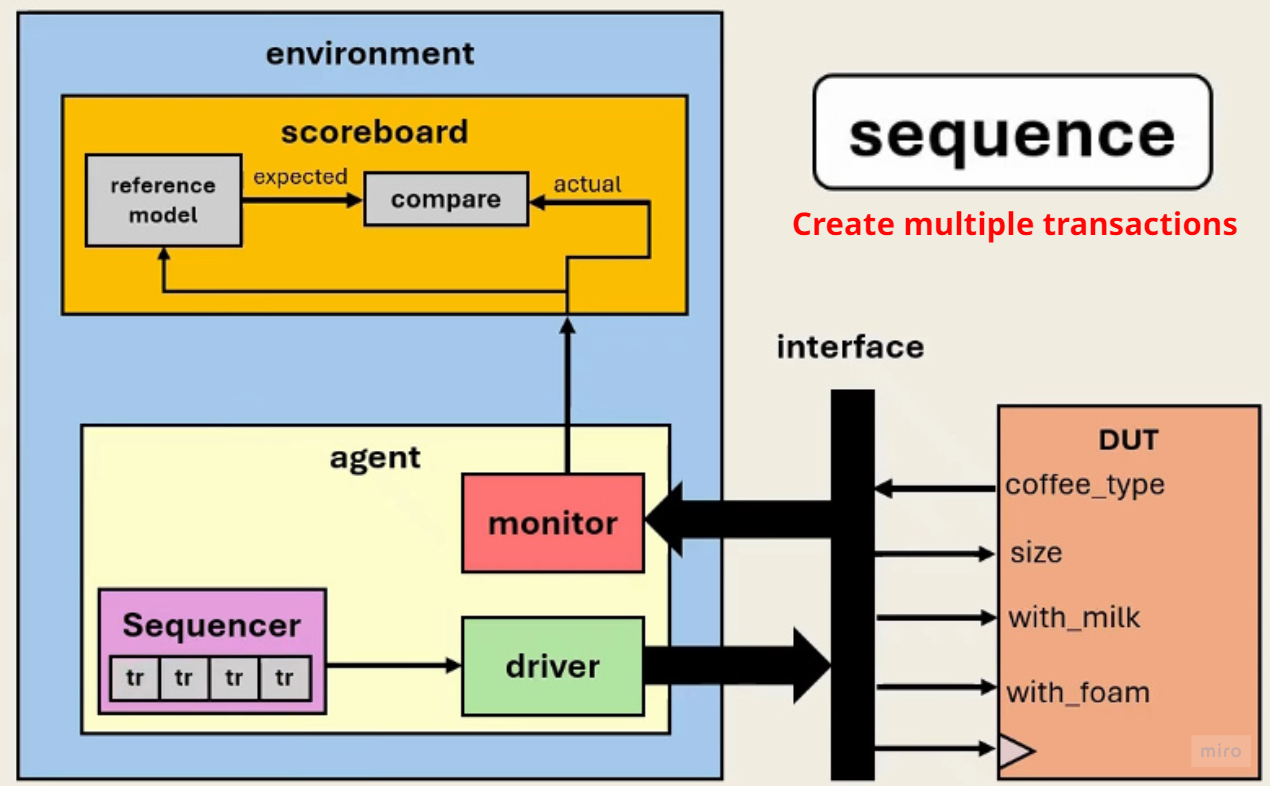 environment
scoreboard
reference
model
expected
compare
actual
sequence
Create multiple transactions
interface
agent
monitor
Sequencer
tr tr tr tr
driver
DUT
coffee_type
size
with_milk
with_foam
miro